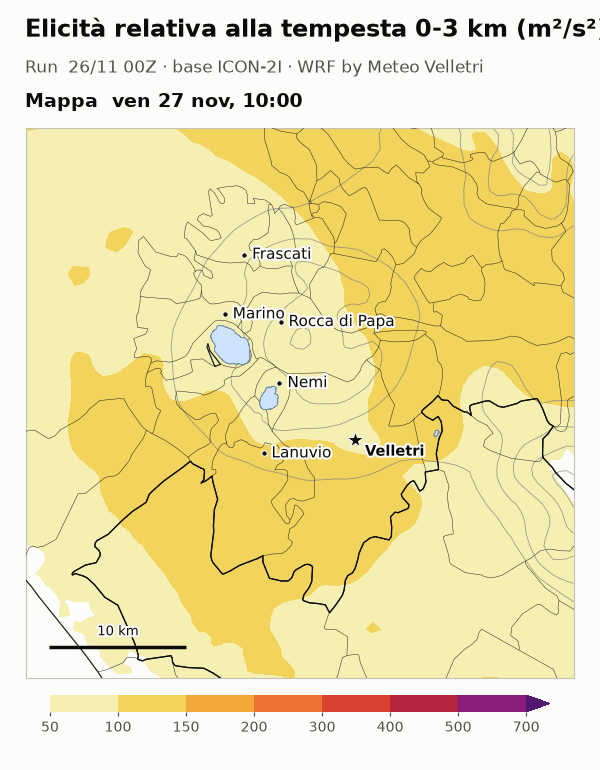 Elicità relativa alla tempesta 0-3 km (m²/s²)
Run 26/11 00Z · base ICON-2I · WRF by Meteo Velletri
Mappa ven 27 nov, 10:00
Frascati
Marino
Rocca di Papa
Nemi
Velletri
Lanuvio
10 km
50 100 150 200 300 400 500 700